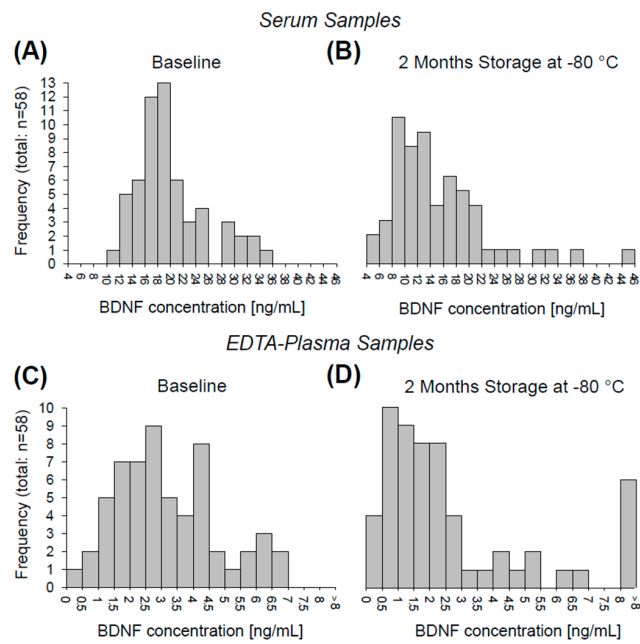 Serum Samples
(A)
Baseline
(B)
2 Months Storage at -80 °C
Frequency (total: n=58)
13
12
11
10
9
8
7
6
5
4
3
2
1
0
4 6 8 10 12 14 16 18 20 22 24 26 28 30 32 34 36 38 40 42 44 46
BDNF concentration [ng/mL]
4 6 8 10 12 14 16 18 20 22 24 26 28 30 32 34 36 38 40 42 44 46
BDNF concentration [ng/mL]
EDTA-Plasma Samples
(C)
Baseline
(D)
2 Months Storage at -80 °C
Frequency (total: n=58)
10
9
8
7
6
5
4
3
2
1
0
0 0.5 1 1.5 2 2.5 3 3.5 4 4.5 5 5.5 6 6.5 7 7.5 8 >8
BDNF concentration [ng/mL]
0 0.5 1 1.5 2 2.5 3 3.5 4 4.5 5 5.5 6 6.5 7 7.5 8 >8
BDNF concentration [ng/mL]